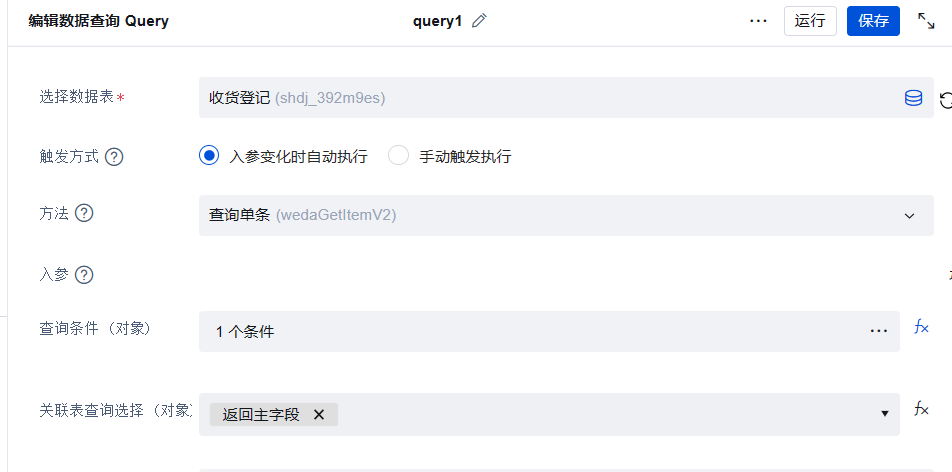 编辑数据查询 Query query1 ··· 运行 保存
选择数据表* 收货登记 (shdj_392m9es)
触发方式 ? 入参变化时自动执行 手动触发执行
方法 ? 查询单条 (wedaGetItemV2)
入参 ?
查询条件（对象） 1 个条件 ··· fx
关联表查询选择（对象） 返回主字段 × fx